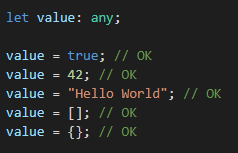 let value: any;
value = true; // OK
value = 42; // OK
value = "Hello World"; // OK
value = []; // OK
value = {}; // OK